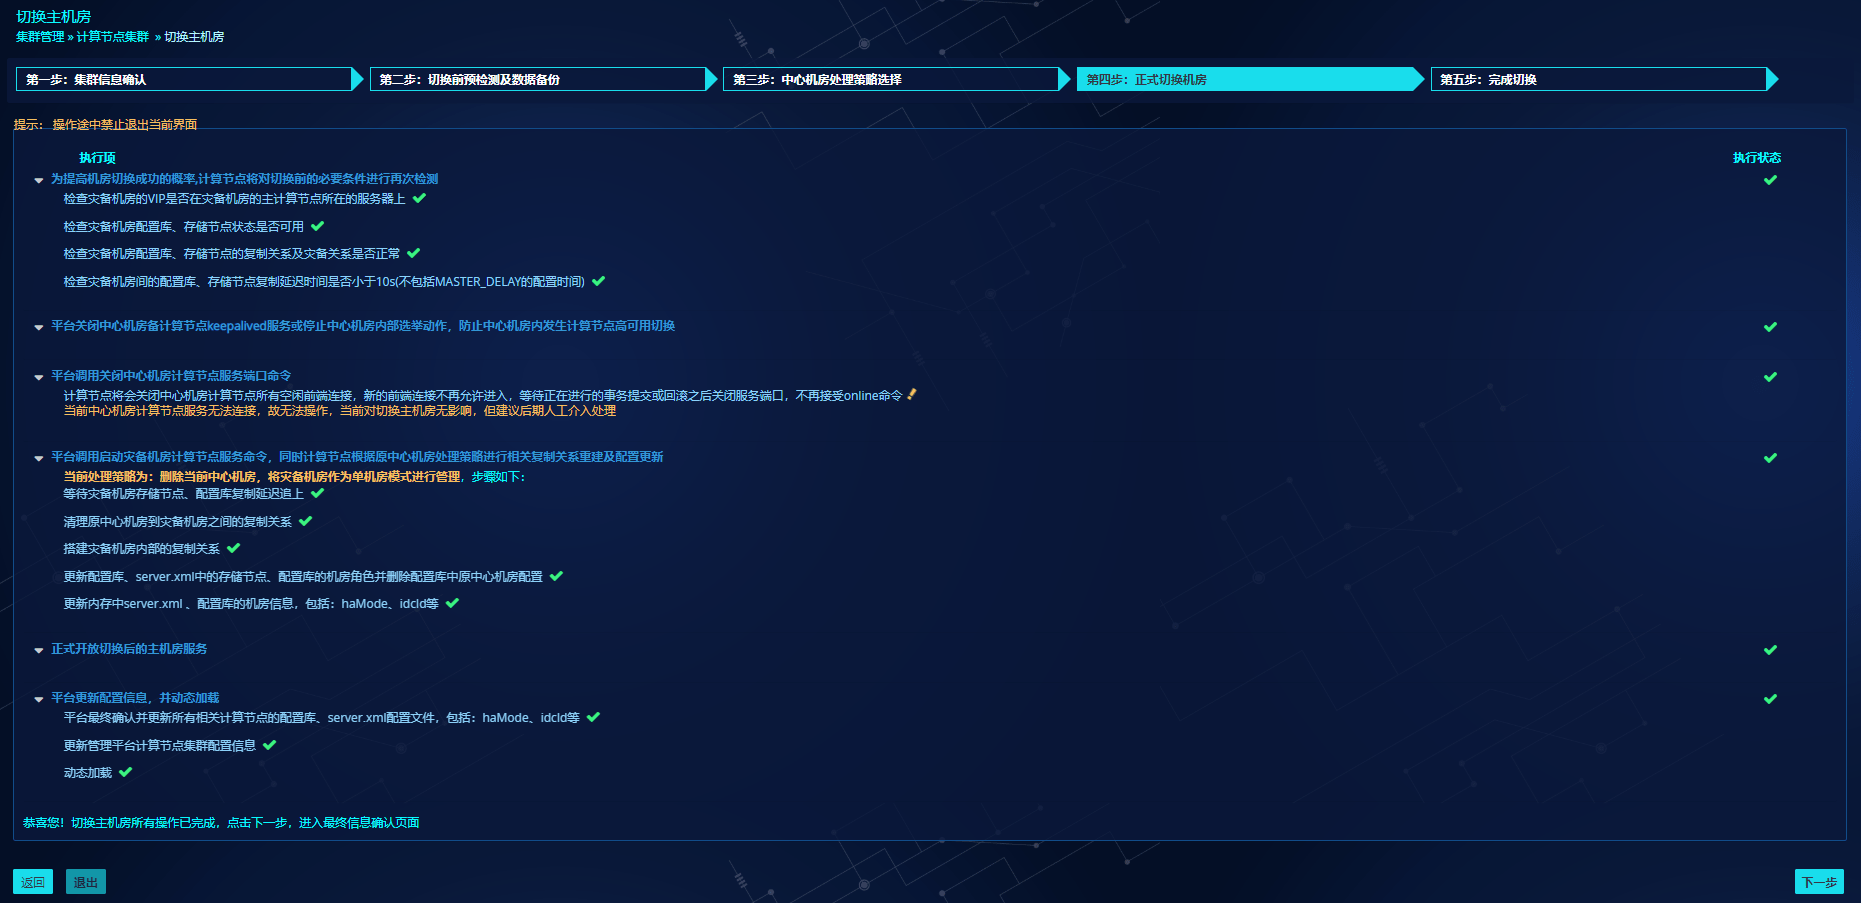 切换主机房
集群管理 » 计算节点集群 » 切换主机房
第一步：集群信息确认
第二步：切换前预检测及数据备份
第三步：中心机房处理策略选择
第四步：正式切换机房
第五步：完成切换
提示： 操作途中禁止退出当前界面
执行项
执行状态
为提高机房切换成功的概率,计算节点将对切换前的必要条件进行再次检测
检查灾备机房的VIP是否在灾备机房的主计算节点所在的服务器上
检查灾备机房配置库、存储节点状态是否可用
检查灾备机房配置库、存储节点的复制关系及灾备关系是否正常
检查灾备机房间的配置库、存储节点复制延迟时间是否小于10s(不包括MASTER_DELAY的配置时间)
平台关闭中心机房备计算节点keepalived服务或停止中心机房内部选举动作，防止中心机房内发生计算节点高可用切换
平台调用关闭中心机房计算节点服务端口命令
计算节点将会关闭中心机房计算节点所有空闲前端连接，新的前端连接不再允许进入，等待正在进行的事务提交或回滚之后关闭服务端口，不再接受online命令
当前中心机房计算节点服务无法连接，故无法操作，当前对切换主机房无影响，但建议后期人工介入处理
平台调用启动灾备机房计算节点服务命令，同时计算节点根据原中心机房处理策略进行相关复制关系重建及配置更新
当前处理策略为：删除当前中心机房，将灾备机房作为单机房模式进行管理，步骤如下：
等待灾备机房存储节点、配置库复制延迟追上
清理原中心机房到灾备机房之间的复制关系
搭建灾备机房内部的复制关系
更新配置库、server.xml中的存储节点、配置库的机房角色并删除配置库中原中心机房配置
更新内存中server.xml 、配置库的机房信息，包括：haMode、idcId等
正式开放切换后的主机房服务
平台更新配置信息，并动态加载
平台最终确认并更新所有相关计算节点的配置库、server.xml配置文件，包括：haMode、idcId等
更新管理平台计算节点集群配置信息
动态加载
恭喜您！切换主机房所有操作已完成，点击下一步，进入最终信息确认页面
返回
退出
下一步